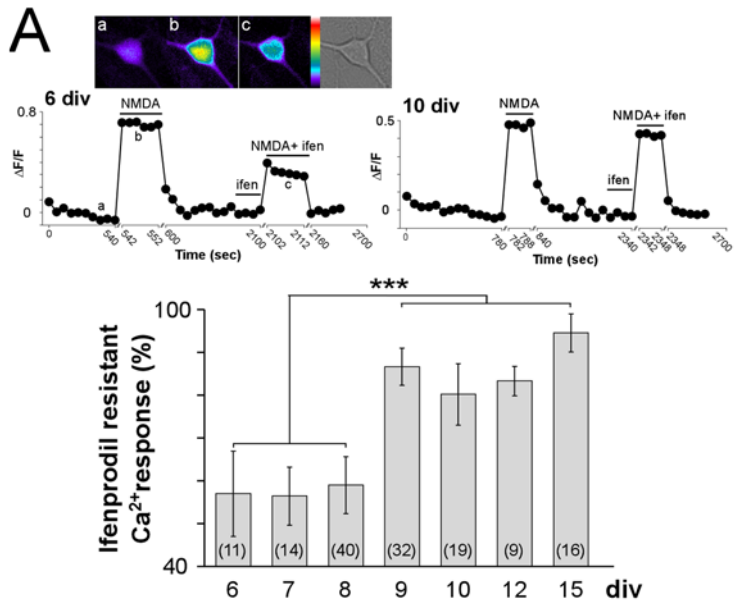 A
a b c
6 div
NMDA
0.8
ΔF/F
0
a
b
NMDA+ ifen
ifen
c
0 540 542 552 600 2100 2102 2112 2160 2700
Time (sec)
10 div
NMDA
0.5
ΔF/F
0
NMDA+ ifen
ifen
0 780 782 788 840 2340 2342 2348 2348 2700
Time (sec)
***
100
Ifenprodil resistant
Ca2+response (%)
40
(11) (14) (40) (32) (19) (9) (16)
6 7 8 9 10 12 15 div